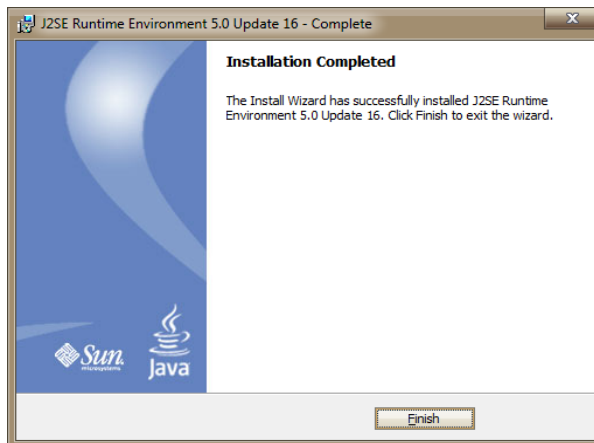 J2SE Runtime Environment 5.0 Update 16 - Complete
Installation Completed
The Install Wizard has successfully installed J2SE Runtime
Environment 5.0 Update 16. Click Finish to exit the wizard.
Sun
microsystems
Java
Finish